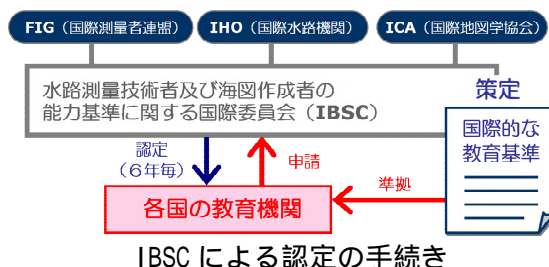 FIG（国際測量者連盟）
IHO（国際水路機関）
ICA（国際地図学協会）
水路測量技術者及び海図作成者の
能力基準に関する国際委員会（IBSC）
策定
国際的な
教育基準
認定
（６年毎）
申請
準拠
各国の教育機関
IBSCによる認定の手続き